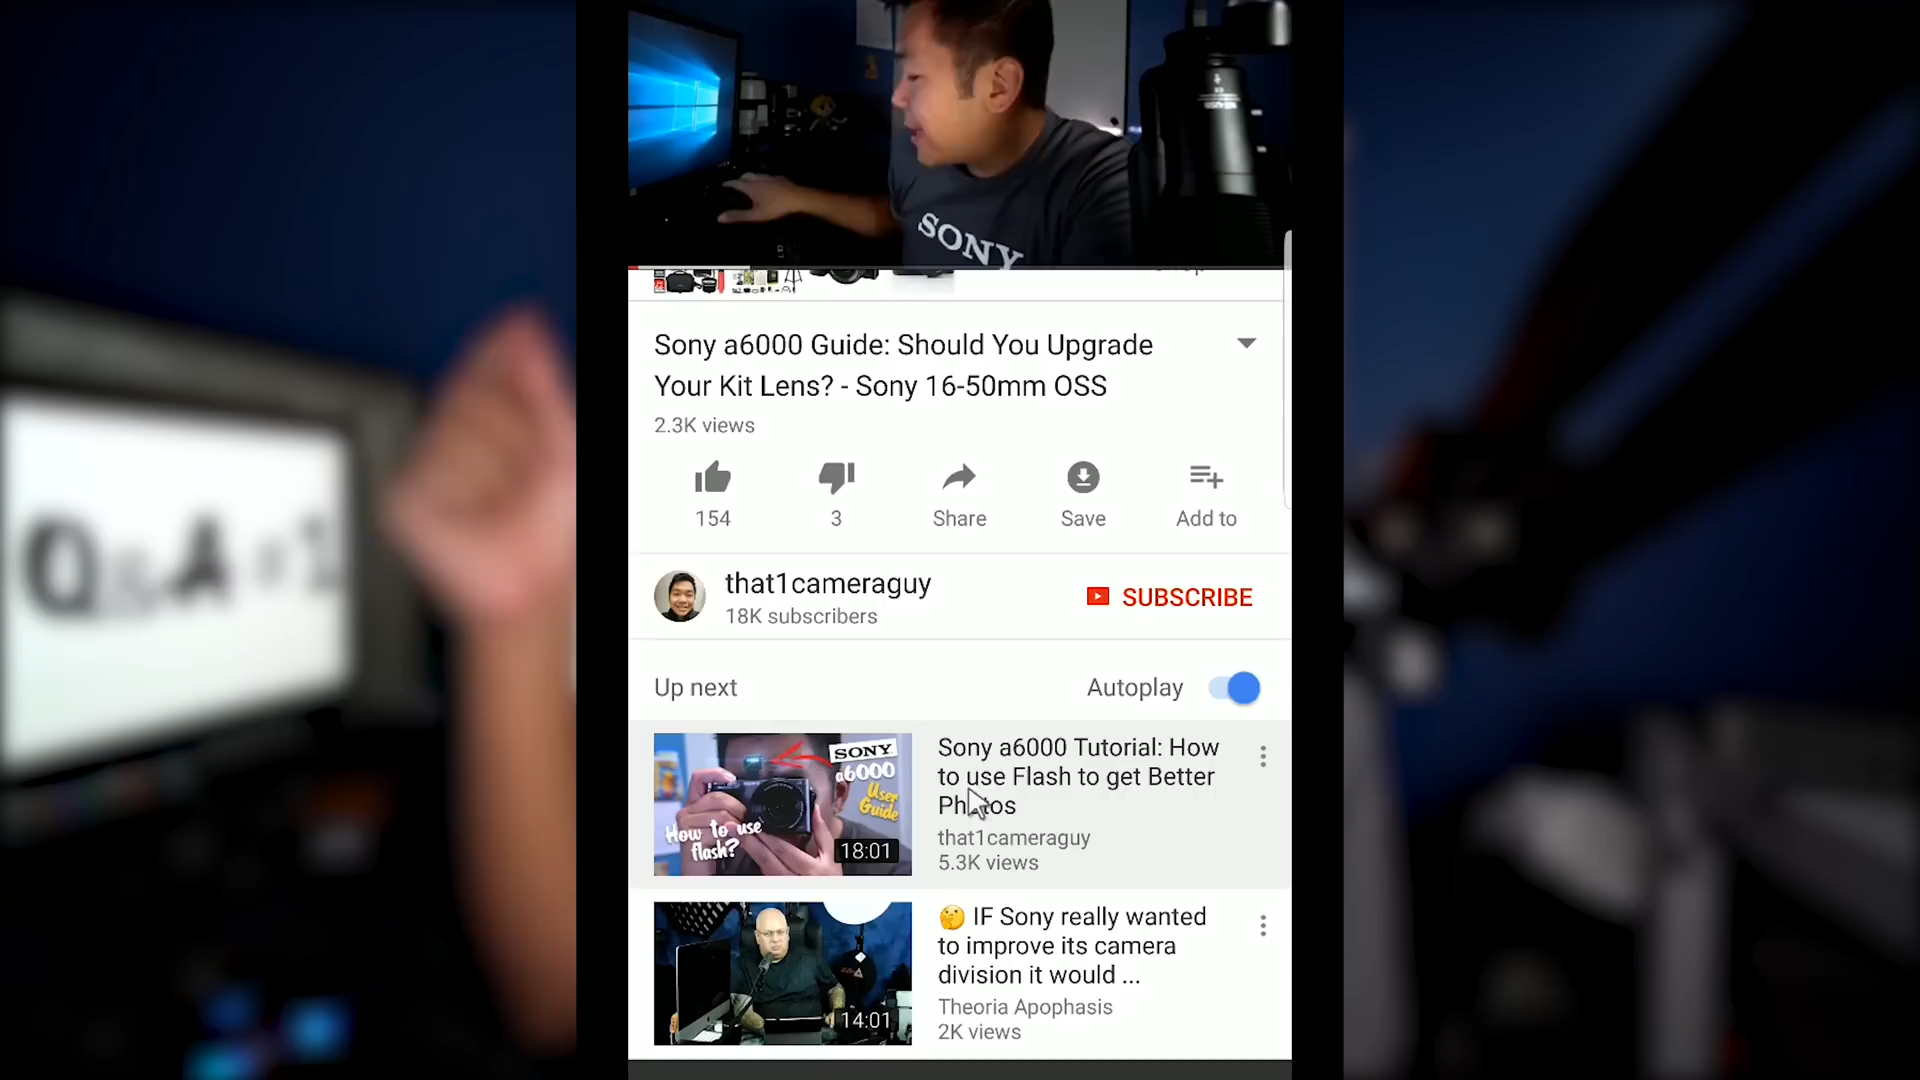 SONY
Sony a6000 Guide: Should You Upgrade
Your Kit Lens? - Sony 16-50mm OSS
2.3K views
154
3
Share
Save
Add to
that1cameraguy
18K subscribers
SUBSCRIBE
Up next
Autoplay
SONY
a6000
User
Guide
How to use
flash?
18:01
Sony a6000 Tutorial: How
to use Flash to get Better
Photos
that1cameraguy
5.3K views
14:01
🤔 IF Sony really wanted
to improve its camera
division it would ...
Theoria Apophasis
2K views
Q&A #1